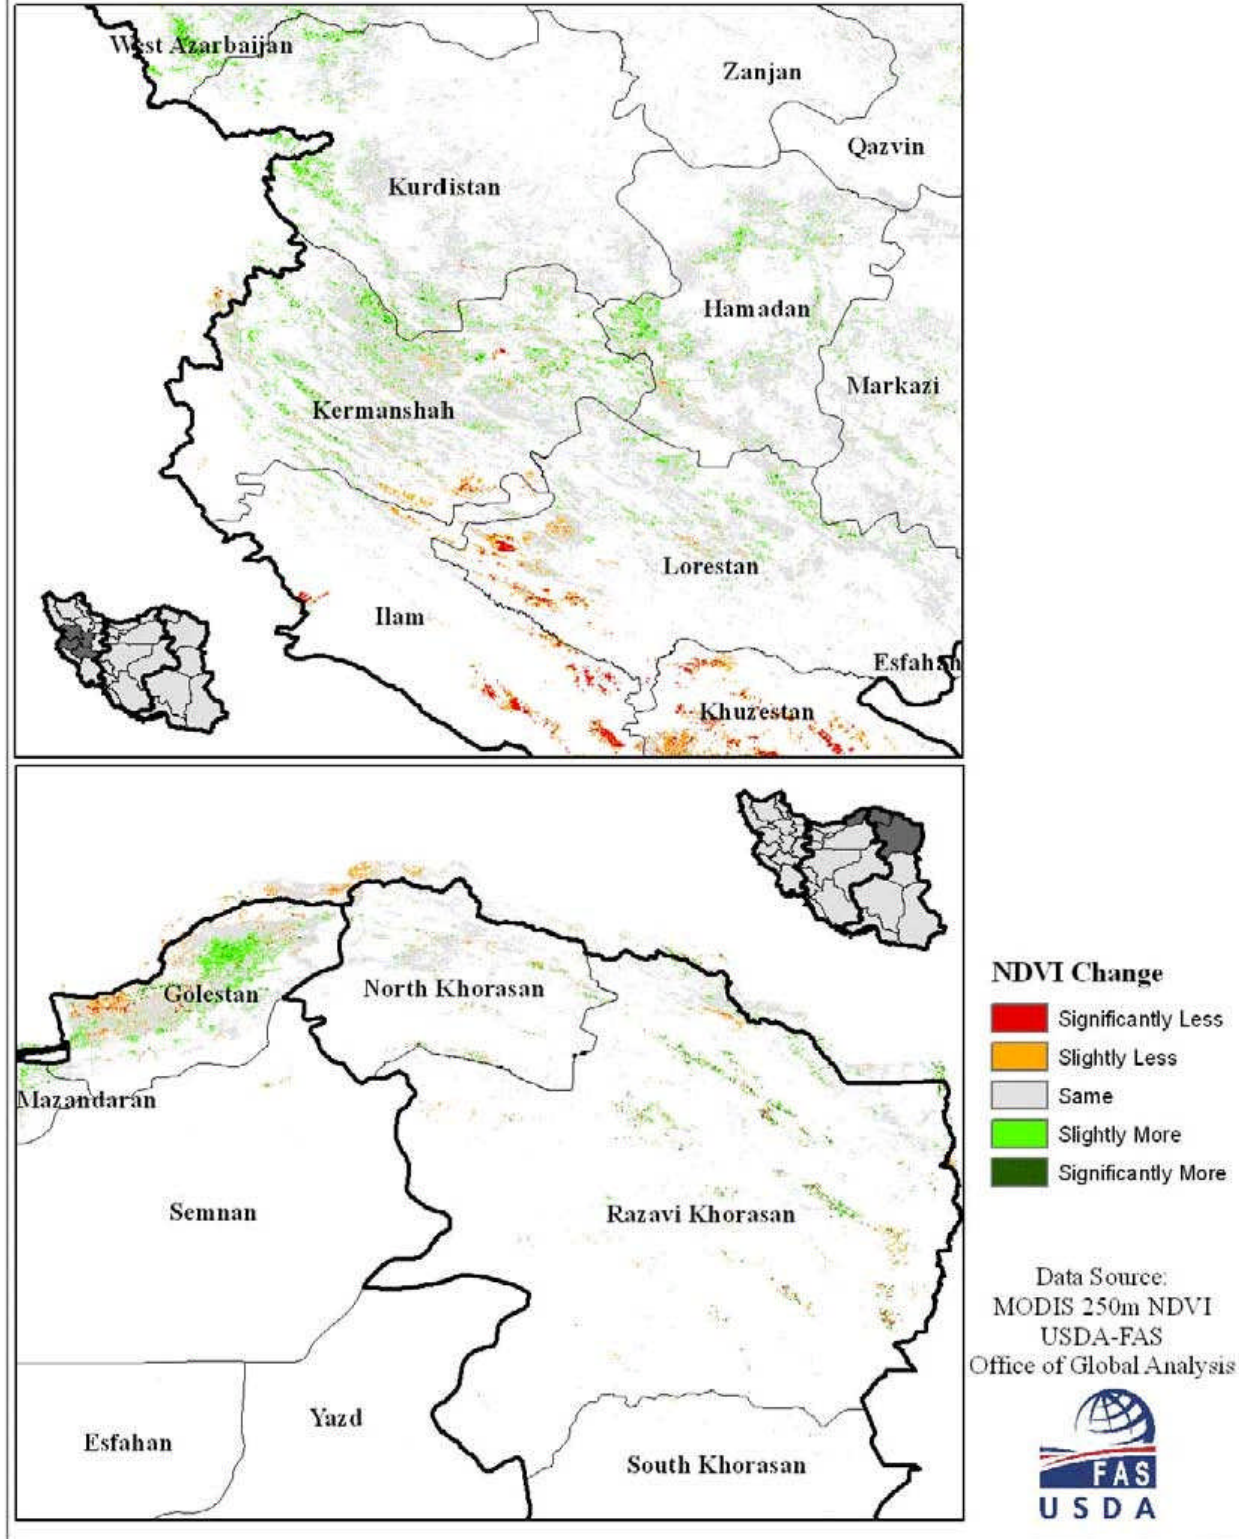 West Azarbaijan
Zanjan
Qazvin
Kurdistan
Hamadan
Markazi
Kermanshah
Lorestan
Ilam
Esfahan
Khuzestan
Golestan
North Khorasan
Mazandaran
Semnan
Razavi Khorasan
Yazd
Esfahan
South Khorasan
NDVI Change
Significantly Less
Slightly Less
Same
Slightly More
Significantly More
Data Source:
MODIS 250m NDVI
USDA-FAS
Office of Global Analysis
FAS
USDA